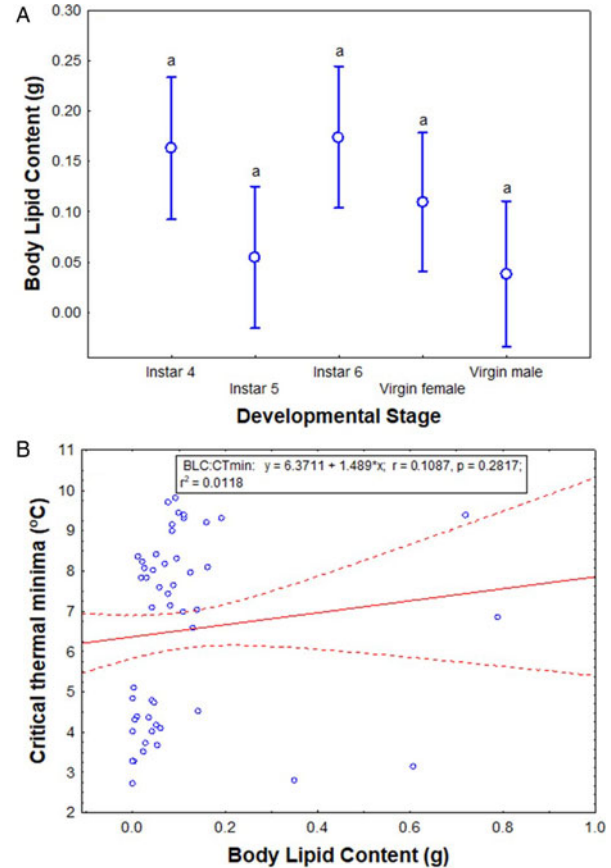 A
0.30
0.25
0.20
0.15
0.10
0.05
0.00
Body Lipid Content (g)
a
a
a
a
a
Instar 4
Instar 5
Instar 6
Virgin female
Virgin male
Developmental Stage
B
BLC:CTmin: y = 6.3711 + 1.489*x; r = 0.1087, p = 0.2817;
r² = 0.0118
11
10
9
8
7
6
5
4
3
2
Critical thermal minima (°C)
0.0
0.2
0.4
0.6
0.8
1.0
Body Lipid Content (g)